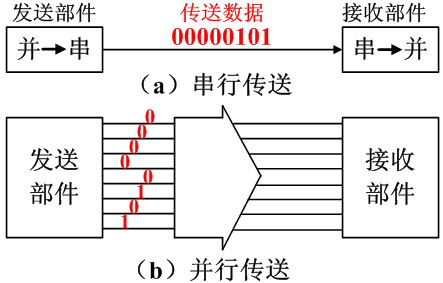 发送部件 传送数据 接收部件
并→串 00000101 串→并
（a）串行传送
0
0
0
0
0
1
0
1
发送 接收
部件 部件
（b）并行传送